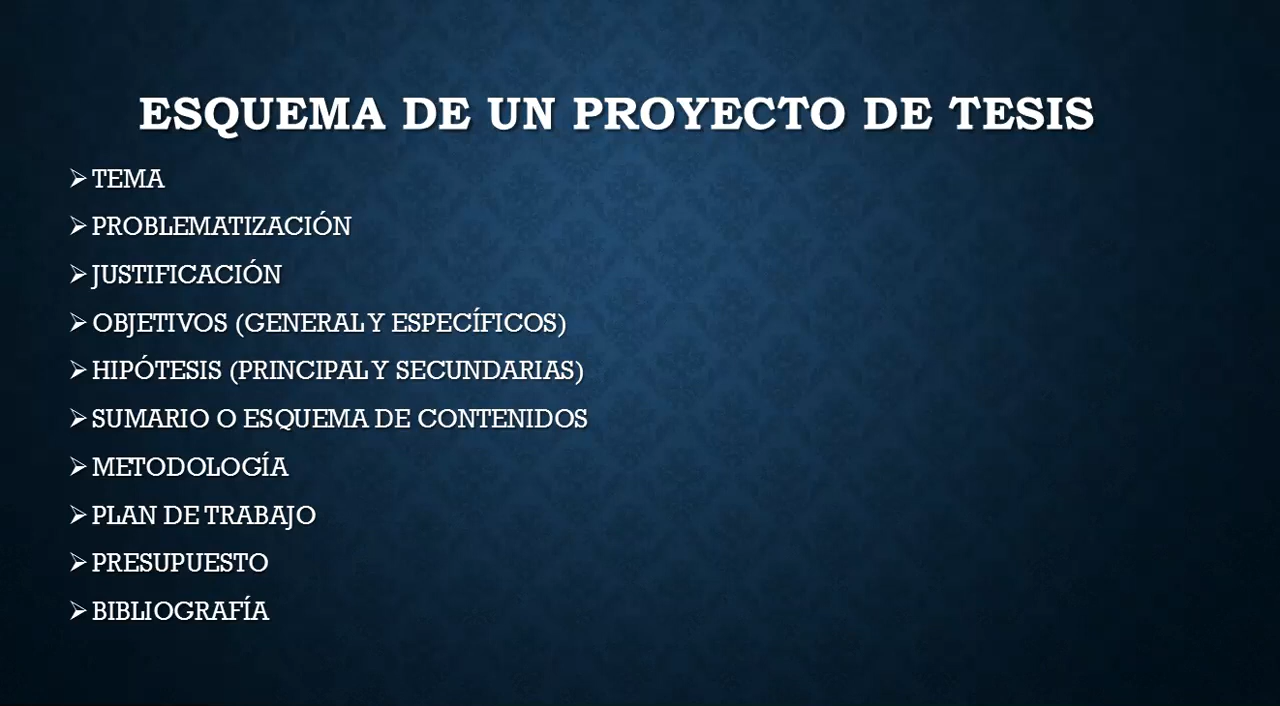 ESQUEMA DE UN PROYECTO DE TESIS
➢ TEMA
➢ PROBLEMATIZACIÓN
➢ JUSTIFICACIÓN
➢ OBJETIVOS (GENERAL Y ESPECÍFICOS)
➢ HIPÓTESIS (PRINCIPAL Y SECUNDARIAS)
➢ SUMARIO O ESQUEMA DE CONTENIDOS
➢ METODOLOGÍA
➢ PLAN DE TRABAJO
➢ PRESUPUESTO
➢ BIBLIOGRAFÍA